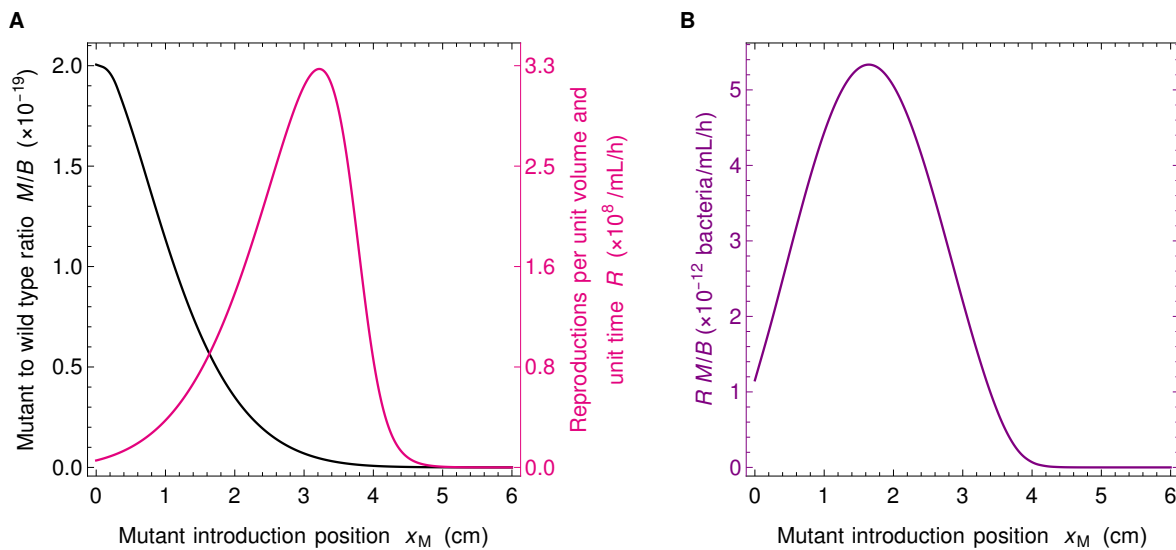 A
B
Mutant to wild type ratio M/B (×10⁻¹⁹)
2.0
1.5
1.0
0.5
0.0
3.3
2.5
1.6
0.8
0.0
Reproductions per unit volume and
unit time R (×10⁸ /mL/h)
0 1 2 3 4 5 6
Mutant introduction position x_M (cm)
R M/B (×10⁻¹² bacteria/mL/h)
5
4
3
2
1
0
0 1 2 3 4 5 6
Mutant introduction position x_M (cm)